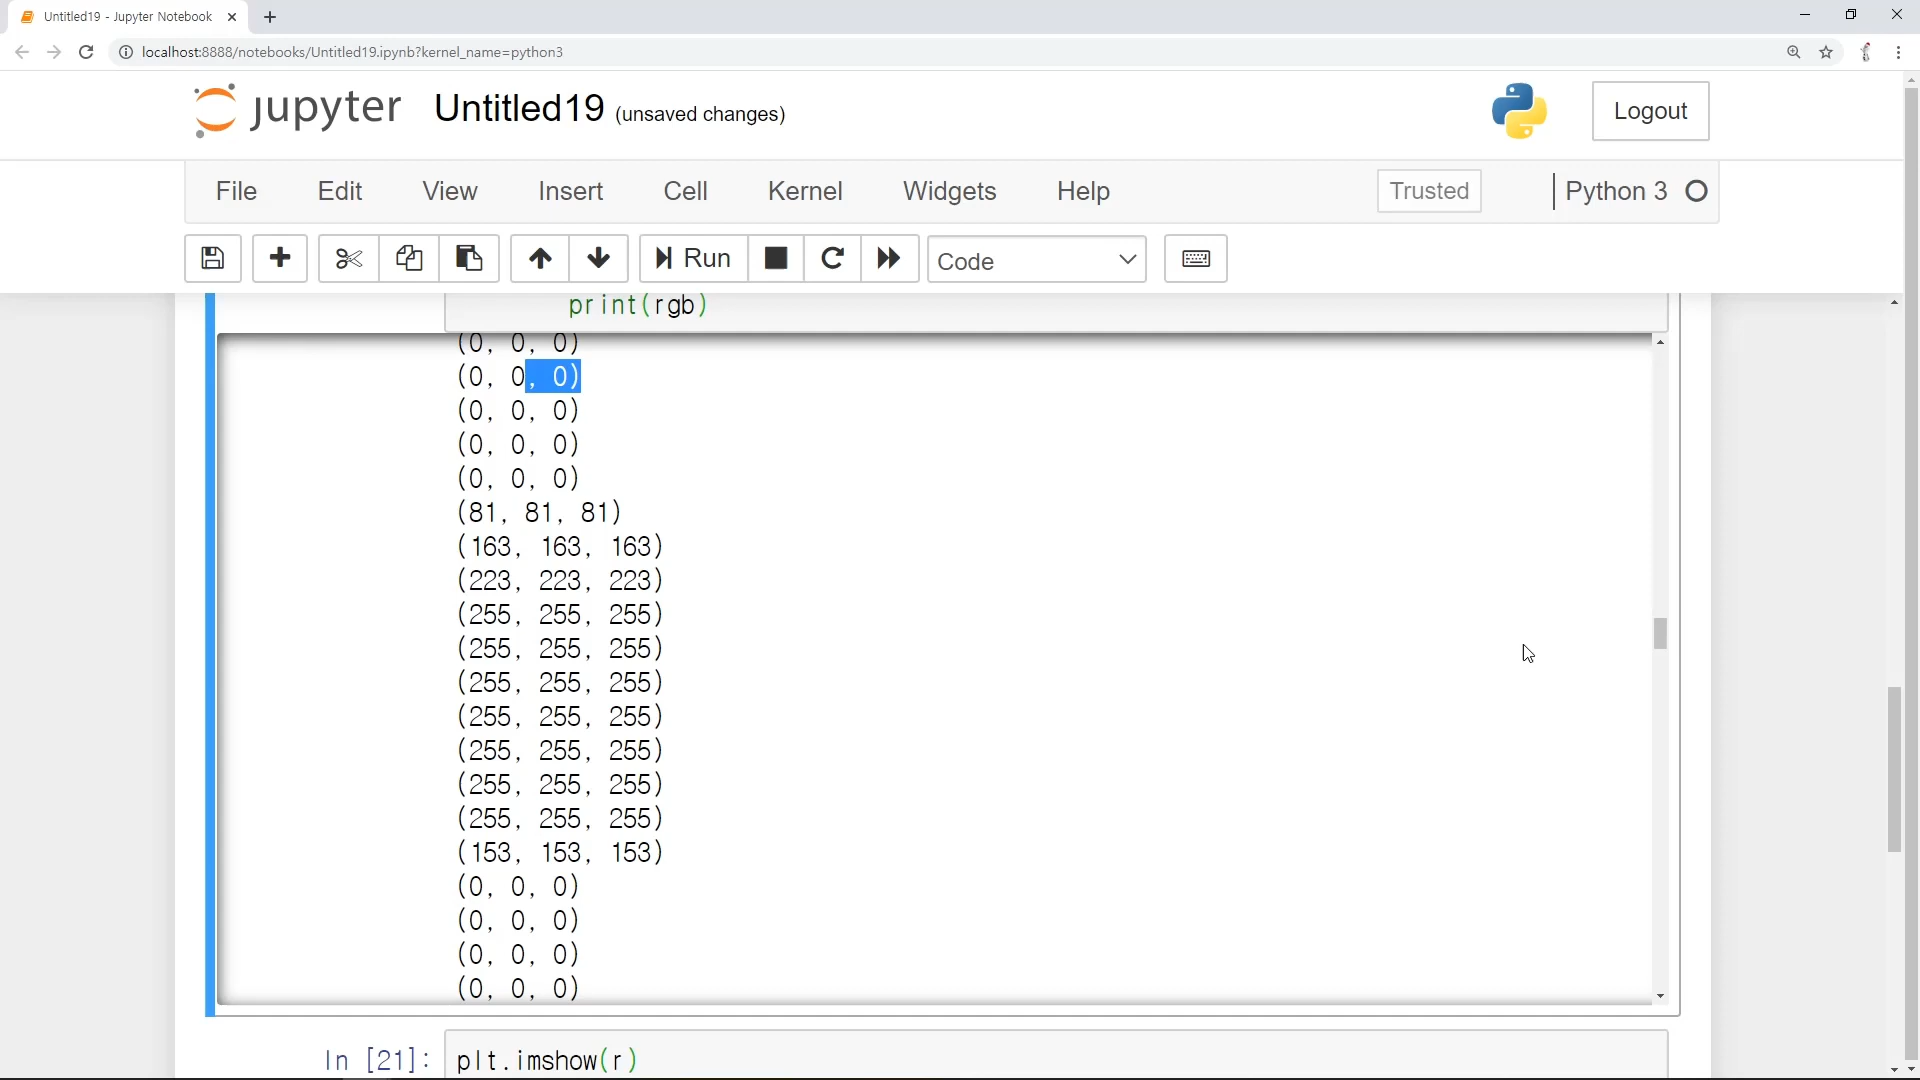 Untitled19 - Jupyter Notebook
localhost:8888/notebooks/Untitled19.ipynb?kernel_name=python3
jupyter Untitled19 (unsaved changes) Logout
File Edit View Insert Cell Kernel Widgets Help Trusted Python 3
Run Code
print(rgb)
(0, 0, 0)
(0, 0, 0)
(0, 0, 0)
(0, 0, 0)
(0, 0, 0)
(81, 81, 81)
(163, 163, 163)
(223, 223, 223)
(255, 255, 255)
(255, 255, 255)
(255, 255, 255)
(255, 255, 255)
(255, 255, 255)
(255, 255, 255)
(255, 255, 255)
(153, 153, 153)
(0, 0, 0)
(0, 0, 0)
(0, 0, 0)
(0, 0, 0)
In [21]: plt.imshow(r)